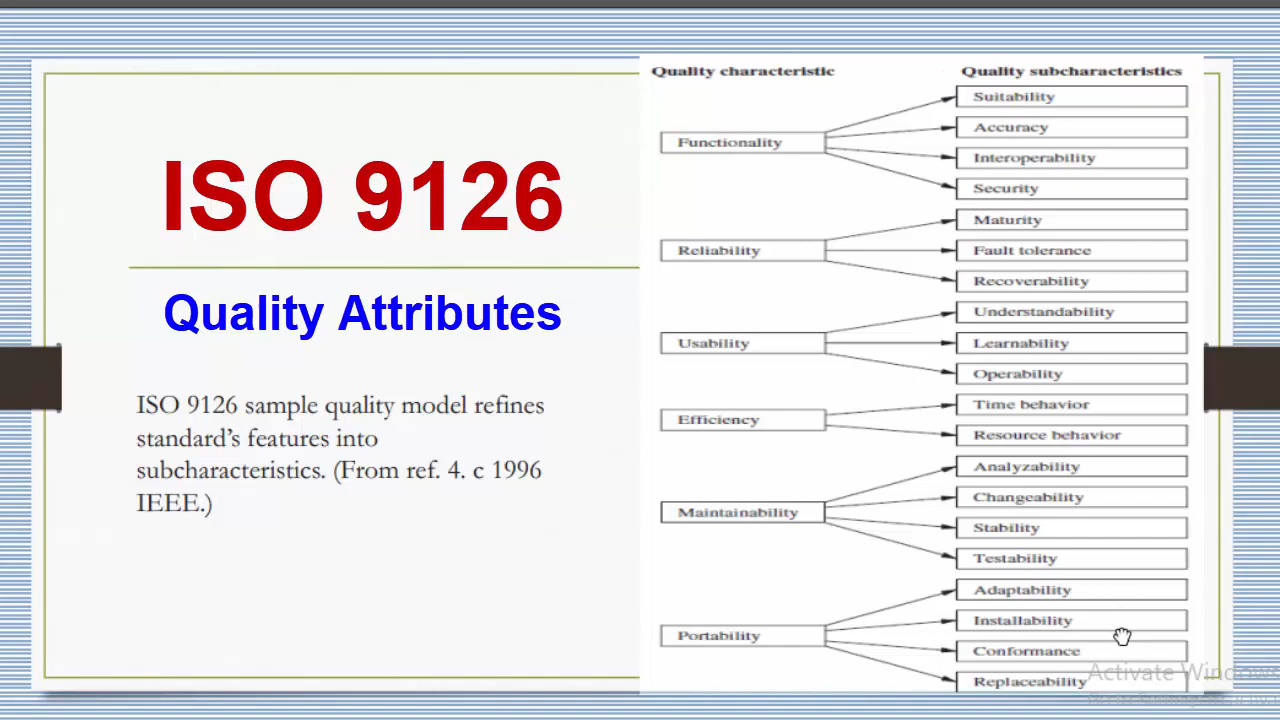 ISO 9126
Quality Attributes
ISO 9126 sample quality model refines
standard's features into
subcharacteristics. (From ref. 4. c 1996
IEEE.)
Quality characteristic
Quality subcharacteristics
Functionality
Suitability
Accuracy
Interoperability
Security
Reliability
Maturity
Fault tolerance
Recoverability
Usability
Understandability
Learnability
Operability
Efficiency
Time behavior
Resource behavior
Maintainability
Analyzability
Changeability
Stability
Testability
Portability
Adaptability
Installability
Conformance
Replaceability
Activate Windows